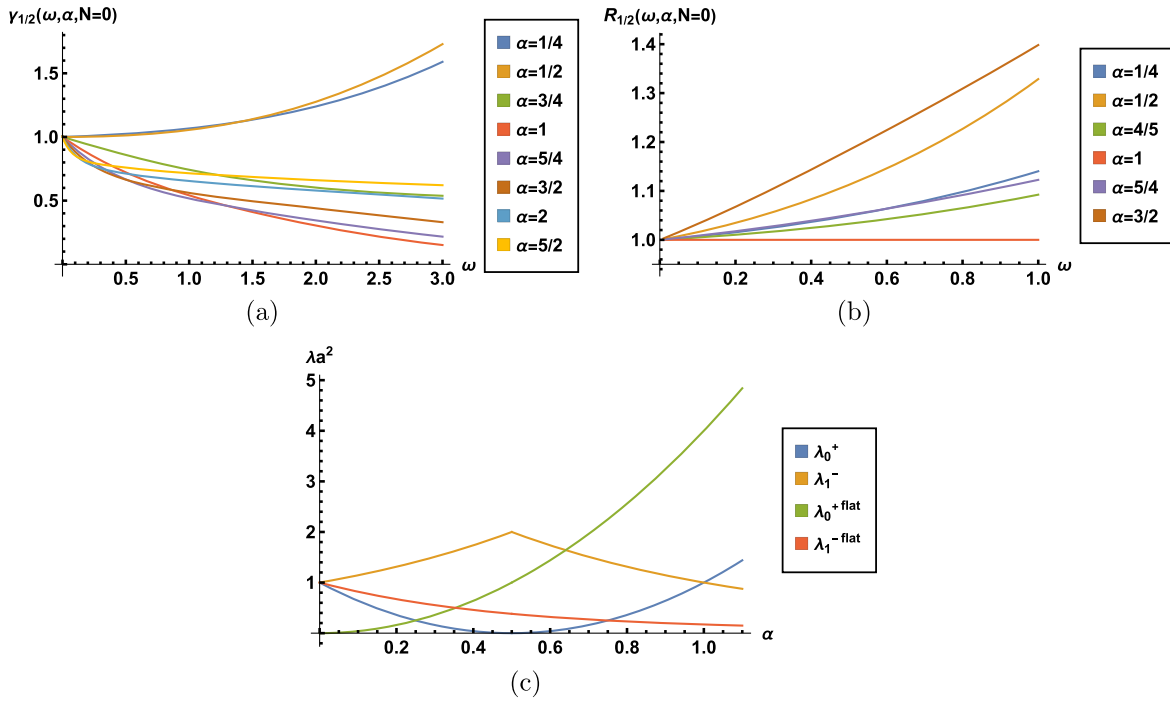 γ1/2(ω,α,N=0)
1.5
1.0
0.5
0.5 1.0 1.5 2.0 2.5 3.0
ω
α=1/4
α=1/2
α=3/4
α=1
α=5/4
α=3/2
α=2
α=5/2
(a)
R1/2(ω,α,N=0)
1.4
1.3
1.2
1.1
1.0
0.2 0.4 0.6 0.8 1.0
ω
α=1/4
α=1/2
α=4/5
α=1
α=5/4
α=3/2
(b)
λa²
5
4
3
2
1
0.2 0.4 0.6 0.8 1.0
α
λ₀⁺
λ₁⁻
λ₀⁺ flat
λ₁⁻ flat
(c)